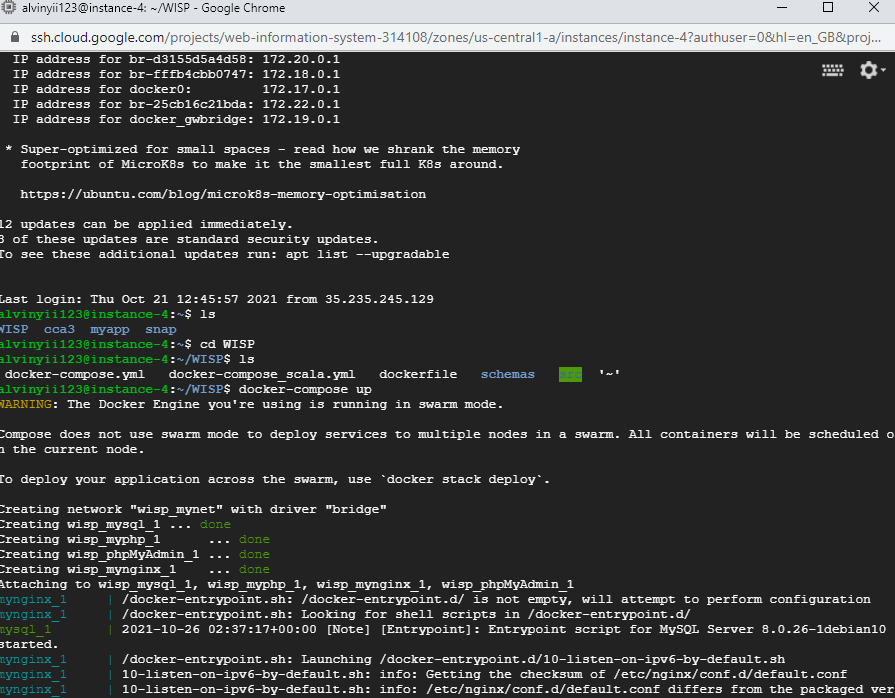 alvinyii123@instance-4: ~/WISP - Google Chrome
ssh.cloud.google.com/projects/web-information-system-314108/zones/us-central1-a/instances/instance-4?authuser=0&hl=en_GB&proj...
IP address for br-d3155d5a4d58: 172.20.0.1
IP address for br-fffb4cbb0747: 172.18.0.1
IP address for docker0: 172.17.0.1
IP address for br-25cb16c21bda: 172.22.0.1
IP address for docker_gwbridge: 172.19.0.1
* Super-optimized for small spaces - read how we shrank the memory
footprint of MicroK8s to make it the smallest full K8s around.
https://ubuntu.com/blog/microk8s-memory-optimisation
12 updates can be applied immediately.
3 of these updates are standard security updates.
To see these additional updates run: apt list --upgradable
Last login: Thu Oct 21 12:45:57 2021 from 35.235.245.129
alvinyii123@instance-4:~$ ls
WISP cca3 myapp snap
alvinyii123@instance-4:~$ cd WISP
alvinyii123@instance-4:~/WISP$ ls
docker-compose.yml docker-compose_scala.yml dockerfile schemas src '~'
alvinyii123@instance-4:~/WISP$ docker-compose up
WARNING: The Docker Engine you're using is running in swarm mode.
Compose does not use swarm mode to deploy services to multiple nodes in a swarm. All containers will be scheduled o
n the current node.
To deploy your application across the swarm, use `docker stack deploy`.
Creating network "wisp_mynet" with driver "bridge"
Creating wisp_mysql_1 ... done
Creating wisp_myphp_1 ... done
Creating wisp_phpMyAdmin_1 ... done
Creating wisp_mynginx_1 ... done
Attaching to wisp_mysql_1, wisp_myphp_1, wisp_mynginx_1, wisp_phpMyAdmin_1
mynginx_1 | /docker-entrypoint.sh: /docker-entrypoint.d/ is not empty, will attempt to perform configuration
mynginx_1 | /docker-entrypoint.sh: Looking for shell scripts in /docker-entrypoint.d/
mysql_1 | 2021-10-26 02:37:17+00:00 [Note] [Entrypoint]: Entrypoint script for MySQL Server 8.0.26-1debian10
started.
mynginx_1 | /docker-entrypoint.sh: Launching /docker-entrypoint.d/10-listen-on-ipv6-by-default.sh
mynginx_1 | 10-listen-on-ipv6-by-default.sh: info: Getting the checksum of /etc/nginx/conf.d/default.conf
mynginx_1 | 10-listen-on-ipv6-by-default.sh: info: /etc/nginx/conf.d/default.conf differs from the packaged ver